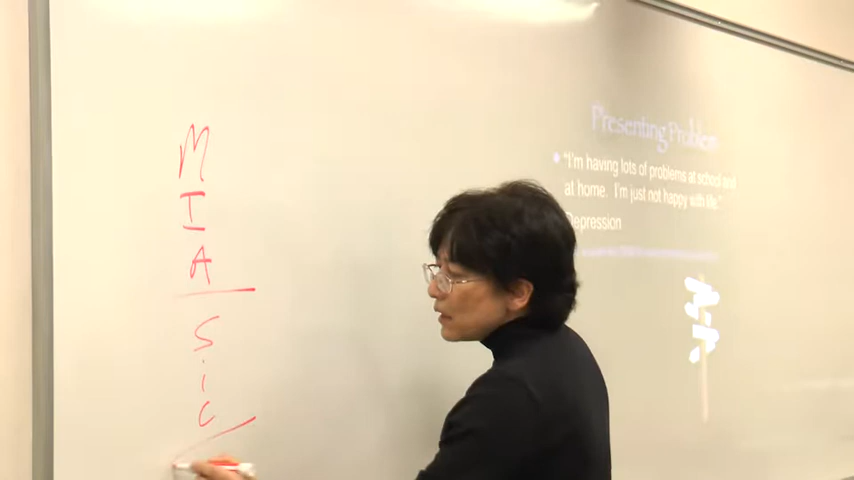 M
I
A
S
i
c
Presenting Problem
"I'm having lots of problems at school and
at home. I'm just not happy with life."
Depression